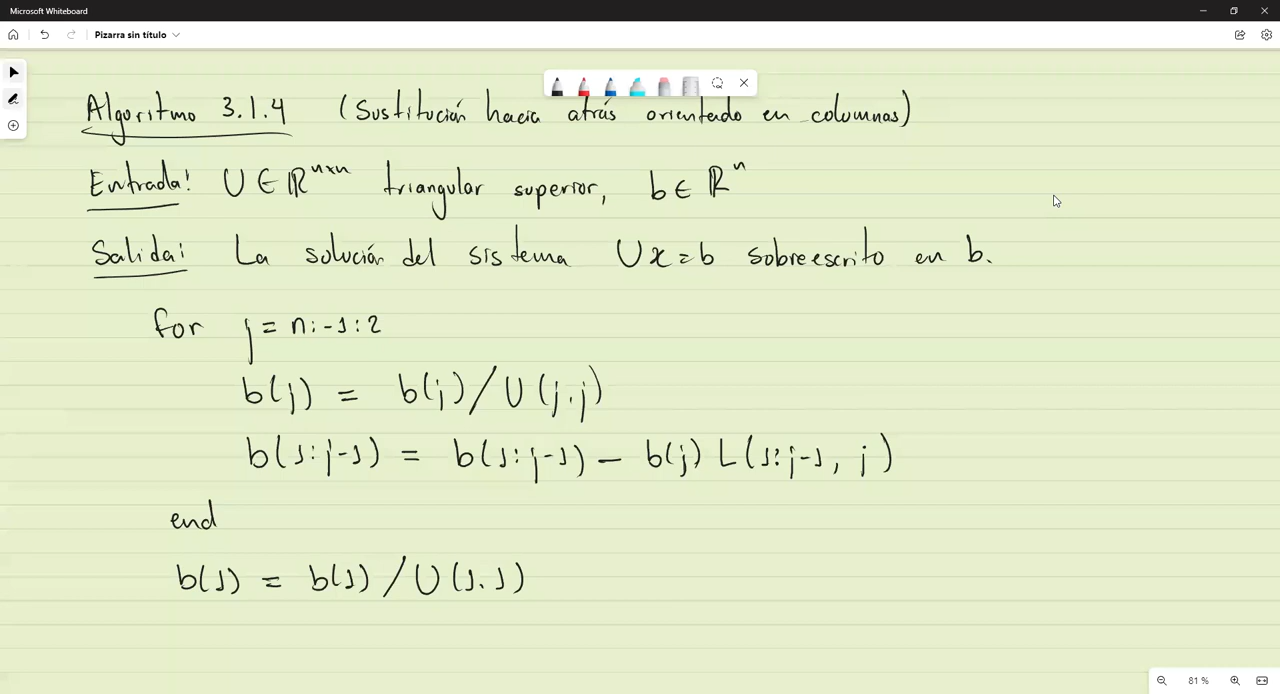 Microsoft Whiteboard
Pizarra sin título
Algoritmo 3.1.4 (Sustitución hacia atrás orientado en columnas)
Entrada: U ∈ ℝⁿˣⁿ triangular superior, b ∈ ℝⁿ
Salida: La solución del sistema Ux=b sobreescrito en b.
for j = n:-1:2
b(j) = b(j)/U(j,j)
b(1:j-1) = b(1:j-1) - b(j) L(1:j-1, j)
end
b(1) = b(1)/U(1,1)
81 %